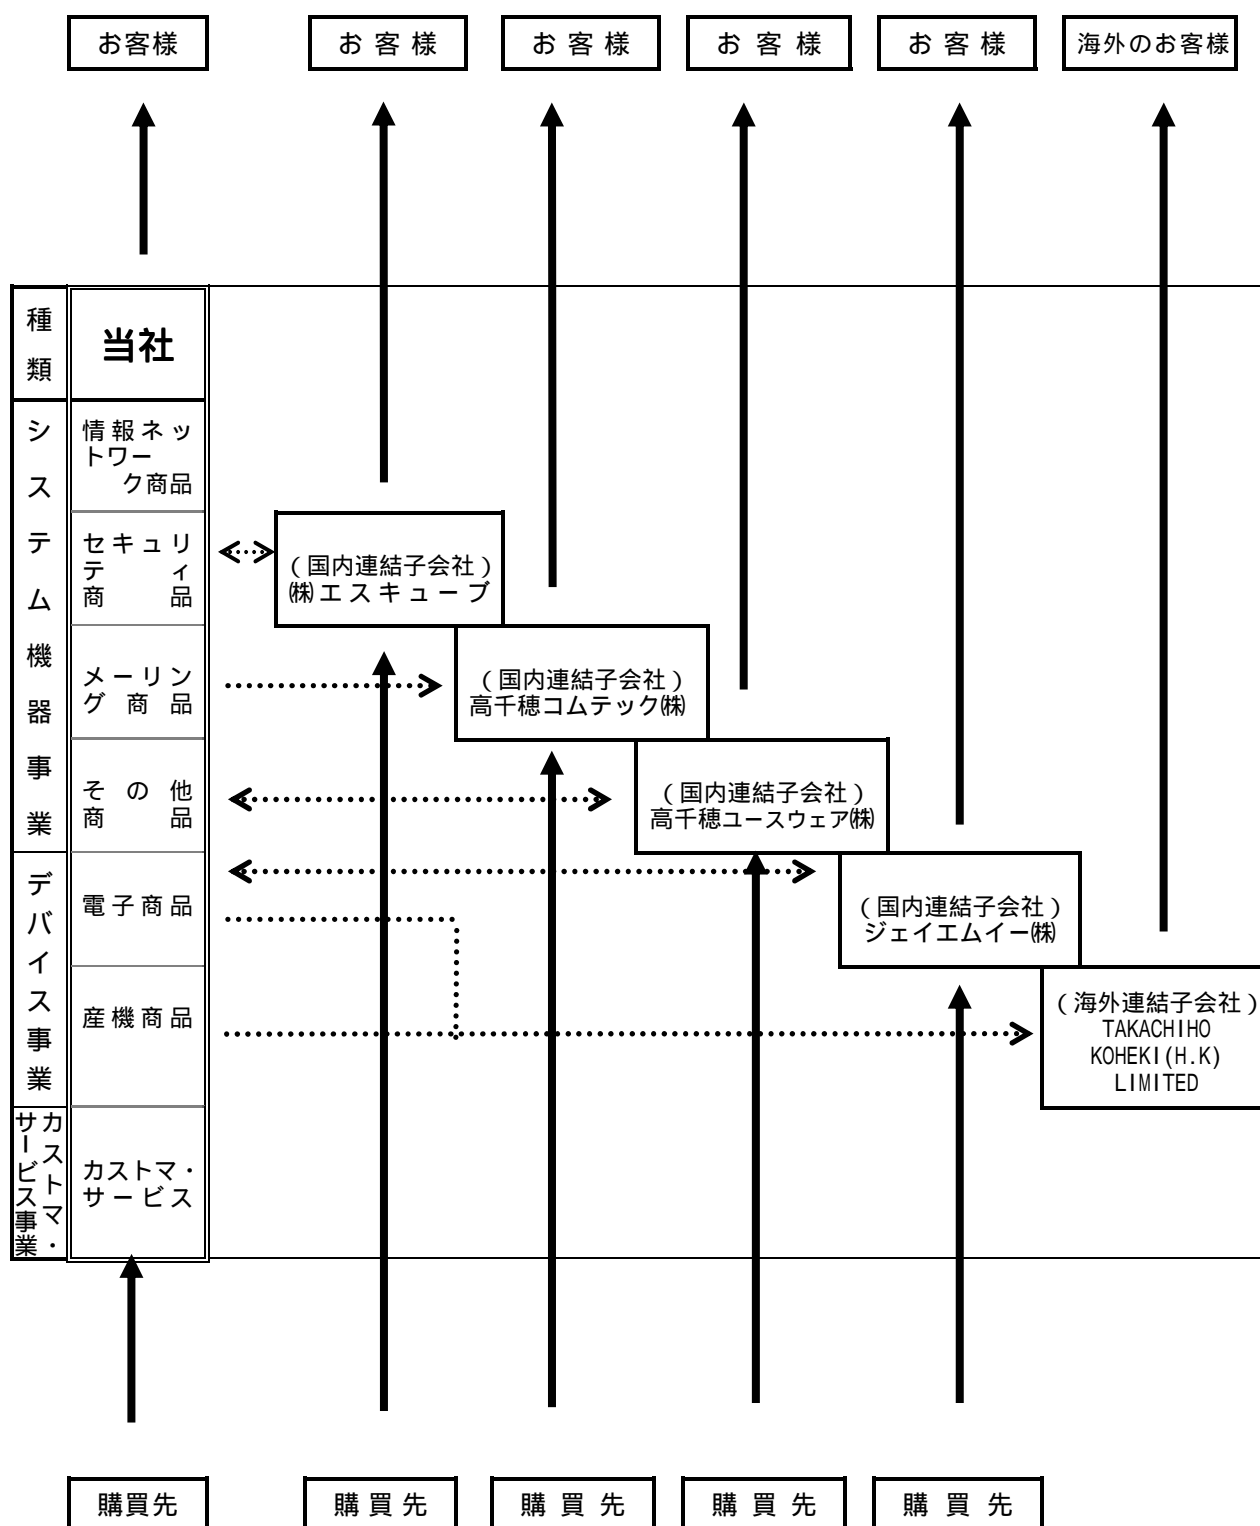 お客様
お客様
お客様
お客様
お客様
海外のお客様
種類
当社
システム機器事業
情報ネッ
トワー
ク商品
セキュリ
ティ
商品
(国内連結子会社)
㈱エスキューブ
メーリン
グ商品
(国内連結子会社)
高千穂コムテック㈱
その他
商品
(国内連結子会社)
高千穂ユースウェア㈱
デバイス事業
電子商品
(国内連結子会社)
ジェイエムイー㈱
産機商品
(海外連結子会社)
TAKACHIHO
KOHEKI(H.K)
LIMITED
カストマ・
サービス事業
カストマ・
サービス
購買先
購買先
購買先
購買先
購買先